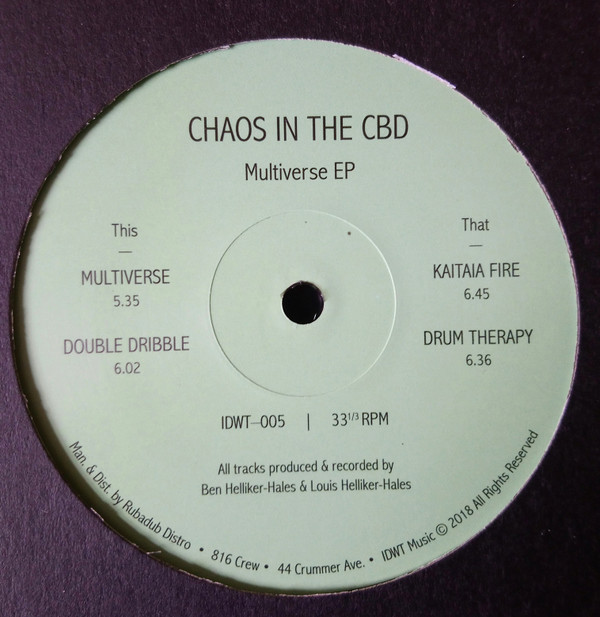 CHAOS IN THE CBD
Multiverse EP
This
—
MULTIVERSE
5.35
DOUBLE DRIBBLE
6.02
That
—
KAITAIA FIRE
6.45
DRUM THERAPY
6.36
IDWT—005 | 33 1/3 RPM
All tracks produced & recorded by
Ben Helliker-Hales & Louis Helliker-Hales
Man. & Dist. by Rubadub Distro • 816 Crew • 44 Crummer Ave. • IDWT Music © 2018 All Rights Reserved